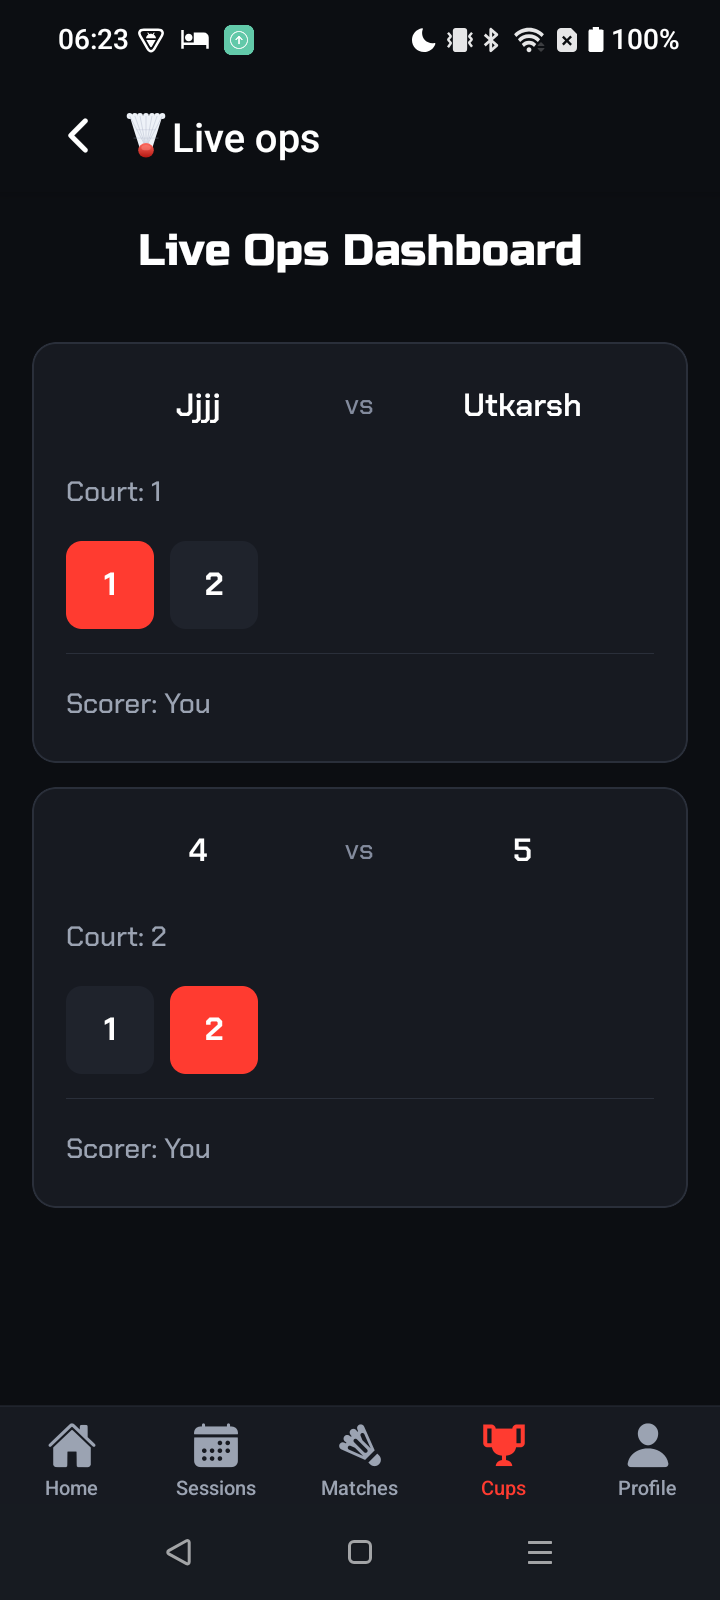 06:23 100%
Live ops
Live Ops Dashboard
Jjjj vs Utkarsh
Court: 1
1 2
Scorer: You
4 vs 5
Court: 2
1 2
Scorer: You
Home Sessions Matches Cups Profile